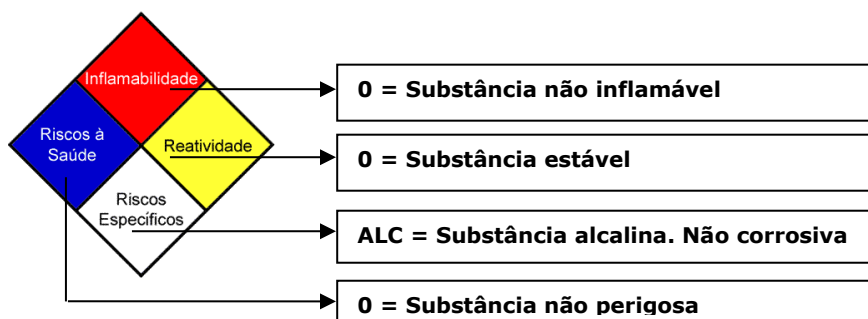 Inflamabilidade
0 = Substância não inflamável
Riscos à
Saúde
Reatividade
0 = Substância estável
Riscos
Específicos
ALC = Substância alcalina. Não corrosiva
0 = Substância não perigosa